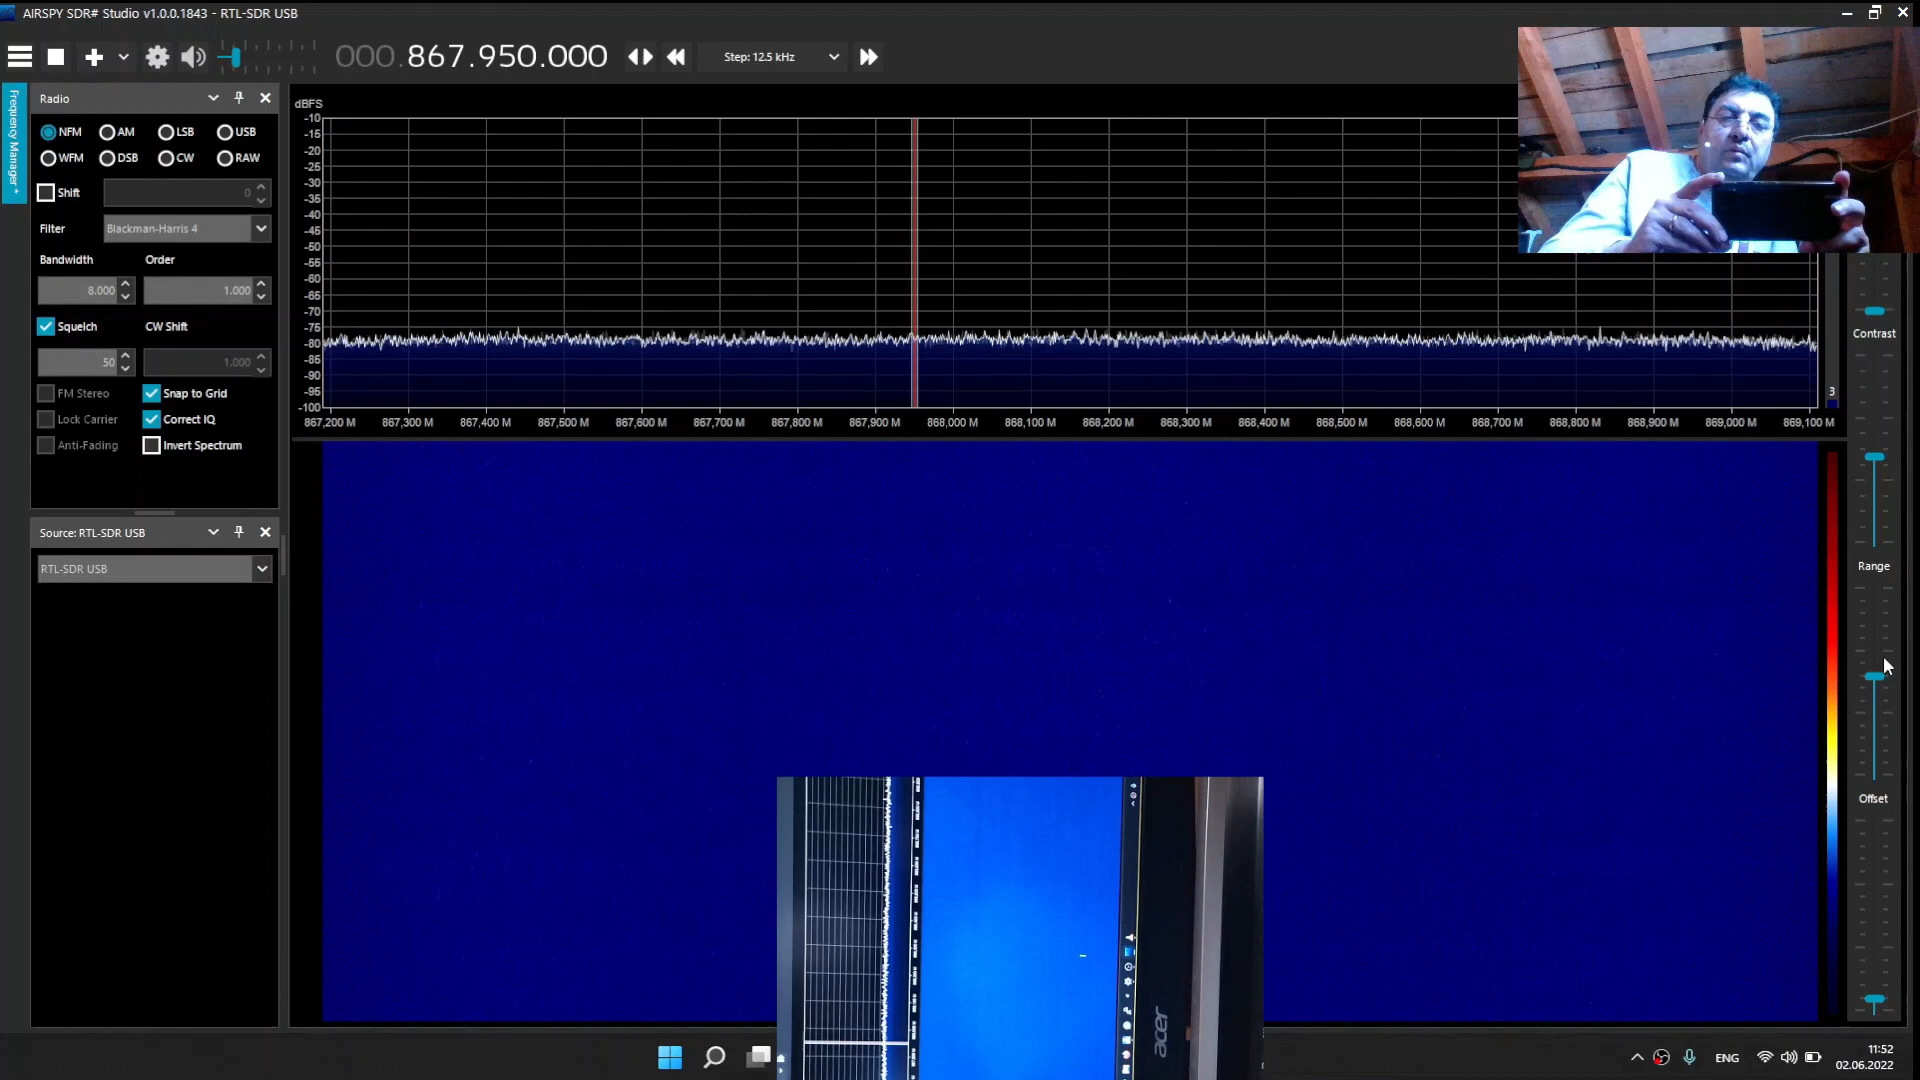 AIRSPY SDR# Studio v1.0.0.1843 - RTL-SDR USB
000.867.950.000
Step: 12.5 kHz
Frequency Manager *
Radio
NFM AM LSB USB
WFM DSB CW RAW
Shift 0
Filter Blackman-Harris 4
Bandwidth Order
8.000 1.000
Squelch CW Shift
50 1.000
FM Stereo Snap to Grid
Lock Carrier Correct IQ
Anti-Fading Invert Spectrum
Source: RTL-SDR USB
RTL-SDR USB
dBFS
-10
-15
-20
-25
-30
-35
-40
-45
-50
-55
-60
-65
-70
-75
-80
-85
-90
-95
-100
867,200 M 867,300 M 867,400 M 867,500 M 867,600 M 867,700 M 867,800 M 867,900 M 868,000 M 868,100 M 868,200 M 868,300 M 868,400 M 868,500 M 868,600 M 868,700 M 868,800 M 868,900 M 869,000 M 869,100 M
3
Contrast
Range
Offset
acer
ENG
11:52
02.06.2022